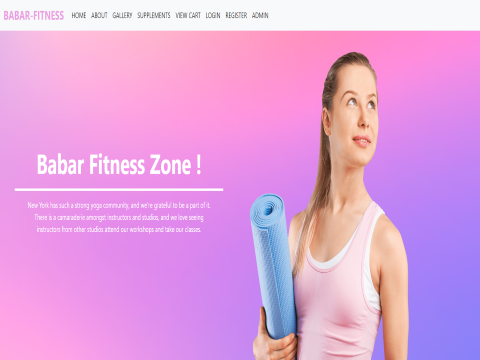 BABAR-FITNESS HOME ABOUT GALLERY SUPPLEMENTS VIEW CART LOGIN REGISTER ADMIN
Babar Fitness Zone !
New York has such a strong yoga community, and we're grateful to be a part of it.
There is a camaraderie amongst instructors and studios, and we love seeing
instructors from other studios attend our workshops and take our classes.